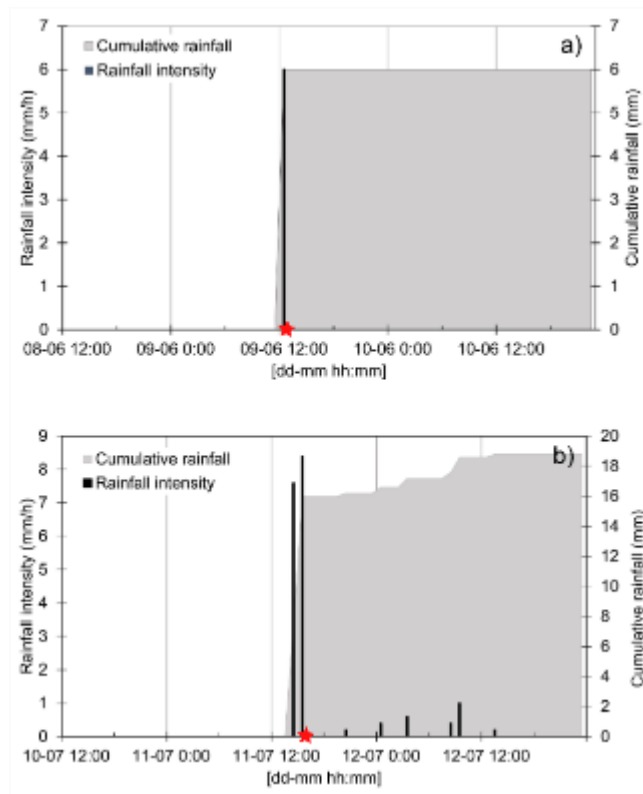 a)
Cumulative rainfall
Rainfall intensity
Rainfall intensity (mm/h)
Cumulative rainfall (mm)
7 7
6 6
5 5
4 4
3 3
2 2
1 1
0 0
08-06 12:00 09-06 0:00 09-06 12:00 10-06 0:00 10-06 12:00
[dd-mm hh:mm]
b)
Cumulative rainfall
Rainfall intensity
Rainfall intensity (mm/h)
Cumulative rainfall (mm)
9 20
8 18
7 16
6 14
5 12
4 10
3 8
2 6
1 4
0 2
0
10-07 12:00 11-07 0:00 11-07 12:00 12-07 0:00 12-07 12:00
[dd-mm hh:mm]